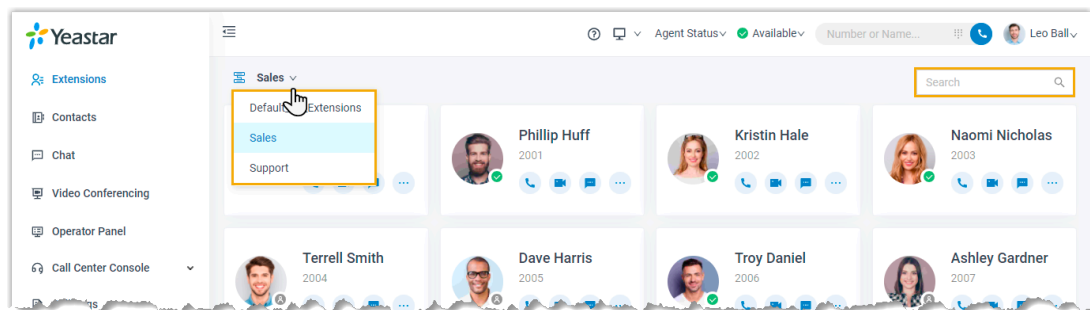 Yeastar
Agent Status Available Number or Name... Leo Ball
Extensions
Contacts
Chat
Video Conferencing
Operator Panel
Call Center Console
Sales
Search
Extensions
Sales
Support
Phillip Huff
2001
Kristin Hale
2002
Naomi Nicholas
2003
Terrell Smith
2004
Dave Harris
2005
Troy Daniel
2006
Ashley Gardner
2007